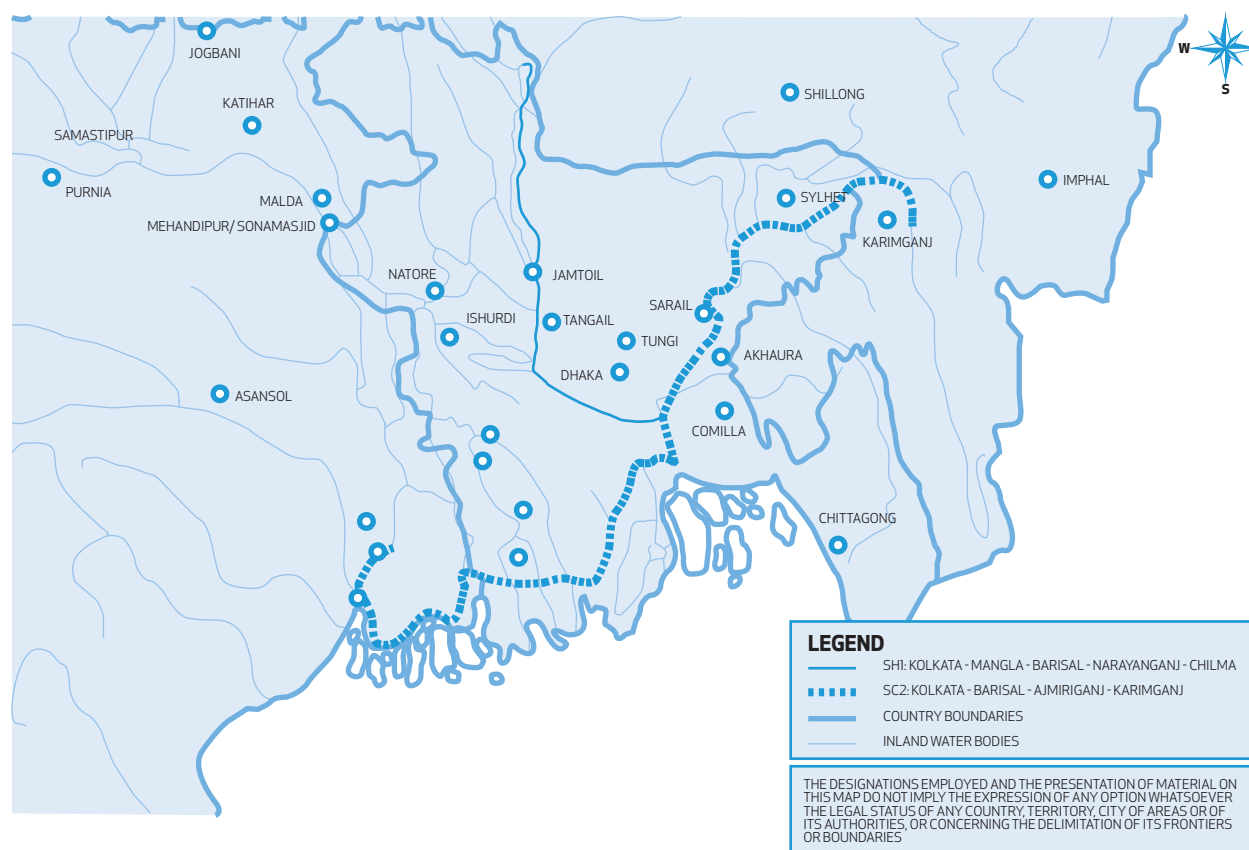 JOGBANI
W
S
SHILLONG
KATIHAR
SAMASTIPUR
PURNIA
IMPHAL
MALDA
SYLHET
MEHANDIPUR/ SONAMASJID
KARIMGANJ
NATORE
JAMTOIL
SARAIL
ISHURDI
TANGAIL
TUNGI
AKHAURA
DHAKA
ASANSOL
COMILLA
CHITTAGONG
LEGEND
SH1: KOLKATA - MANGLA - BARISAL - NARAYANGANJ - CHILMA
SC2: KOLKATA - BARISAL - AJMIRIGANJ - KARIMGANJ
COUNTRY BOUNDARIES
INLAND WATER BODIES
THE DESIGNATIONS EMPLOYED AND THE PRESENTATION OF MATERIAL ON
THIS MAP DO NOT IMPLY THE EXPRESSION OF ANY OPTION WHATSOEVER
THE LEGAL STATUS OF ANY COUNTRY, TERRITORY, CITY OF AREAS OR OF
ITS AUTHORITIES, OR CONCERNING THE DELIMITATION OF ITS FRONTIERS
OR BOUNDARIES